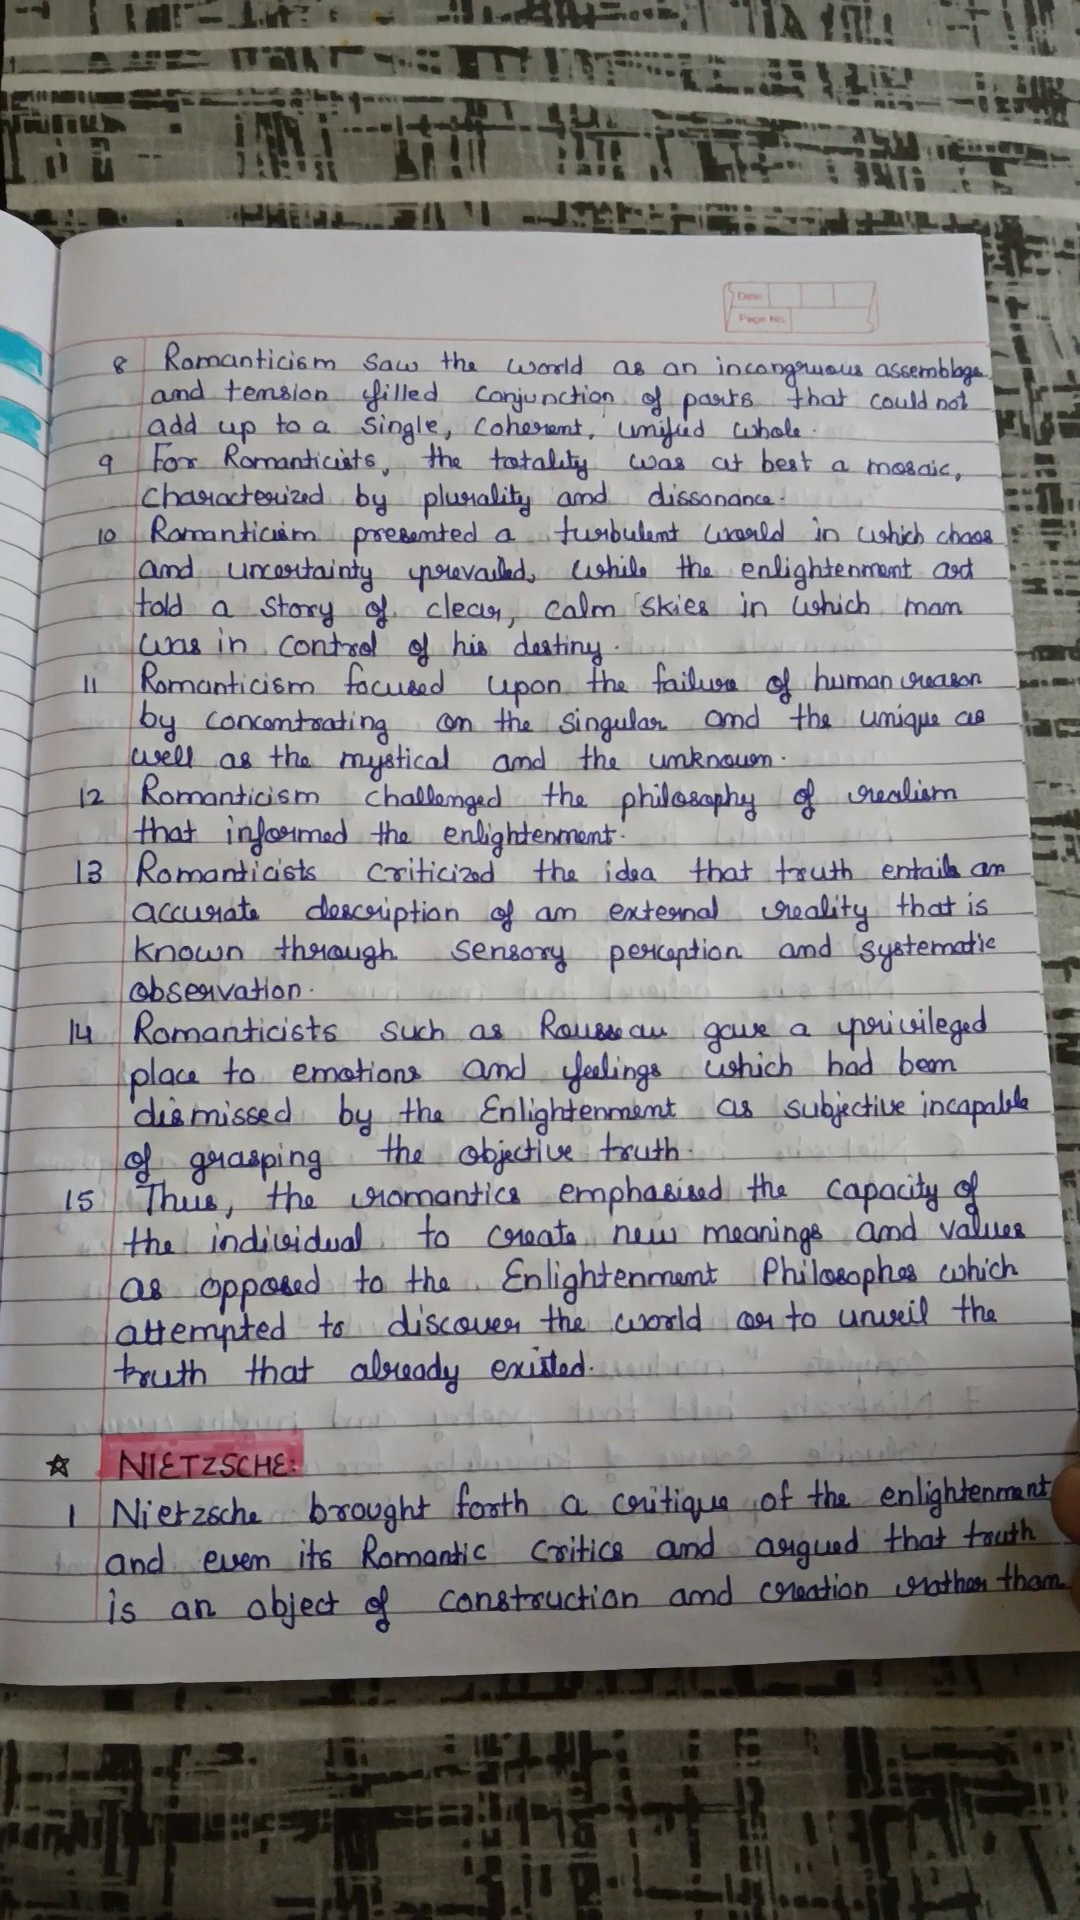 Date
Page No.
8 Romanticism saw the world as an incongruous assemblage
and tension filled conjunction of parts that could not
add up to a single, coherent, unified whole.
9 For Romanticists, the totality was at best a mosaic,
characterized by plurality and dissonance.
10 Romanticism presented a turbulent world in which chaos
and uncertainty prevailed, while the enlightenment art
told a story of clear, calm skies in which man
was in control of his destiny.
11 Romanticism focused upon the failure of human reason
by concentrating on the singular and the unique as
well as the mystical and the unknown.
12 Romanticism challenged the philosophy of realism
that informed the enlightenment.
13 Romanticists criticized the idea that truth entails an
accurate description of an external reality that is
known through sensory perception and systematic
observation.
14 Romanticists such as Rousseau gave a privileged
place to emotions and feelings which had been
dismissed by the Enlightenment as subjective incapable
of grasping the objective truth.
15 Thus, the romantics emphasised the capacity of
the individual to create new meanings and values
as opposed to the Enlightenment Philosophes which
attempted to discover the world or to unveil the
truth that already existed.
☆ NIETZSCHE:
1 Nietzsche brought forth a critique of the enlightenment
and even its Romantic critics and argued that truth
is an object of construction and creation rather than